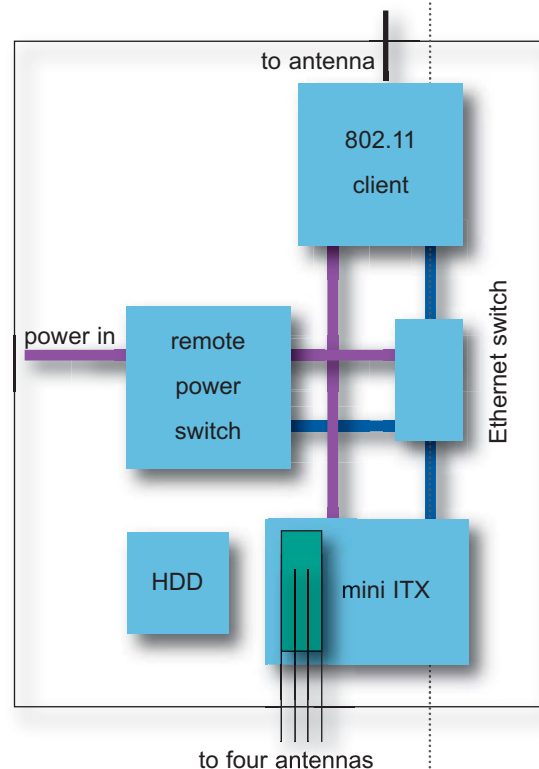 to antenna
802.11
client
power in
remote
power
switch
Ethernet switch
HDD
mini ITX
to four antennas